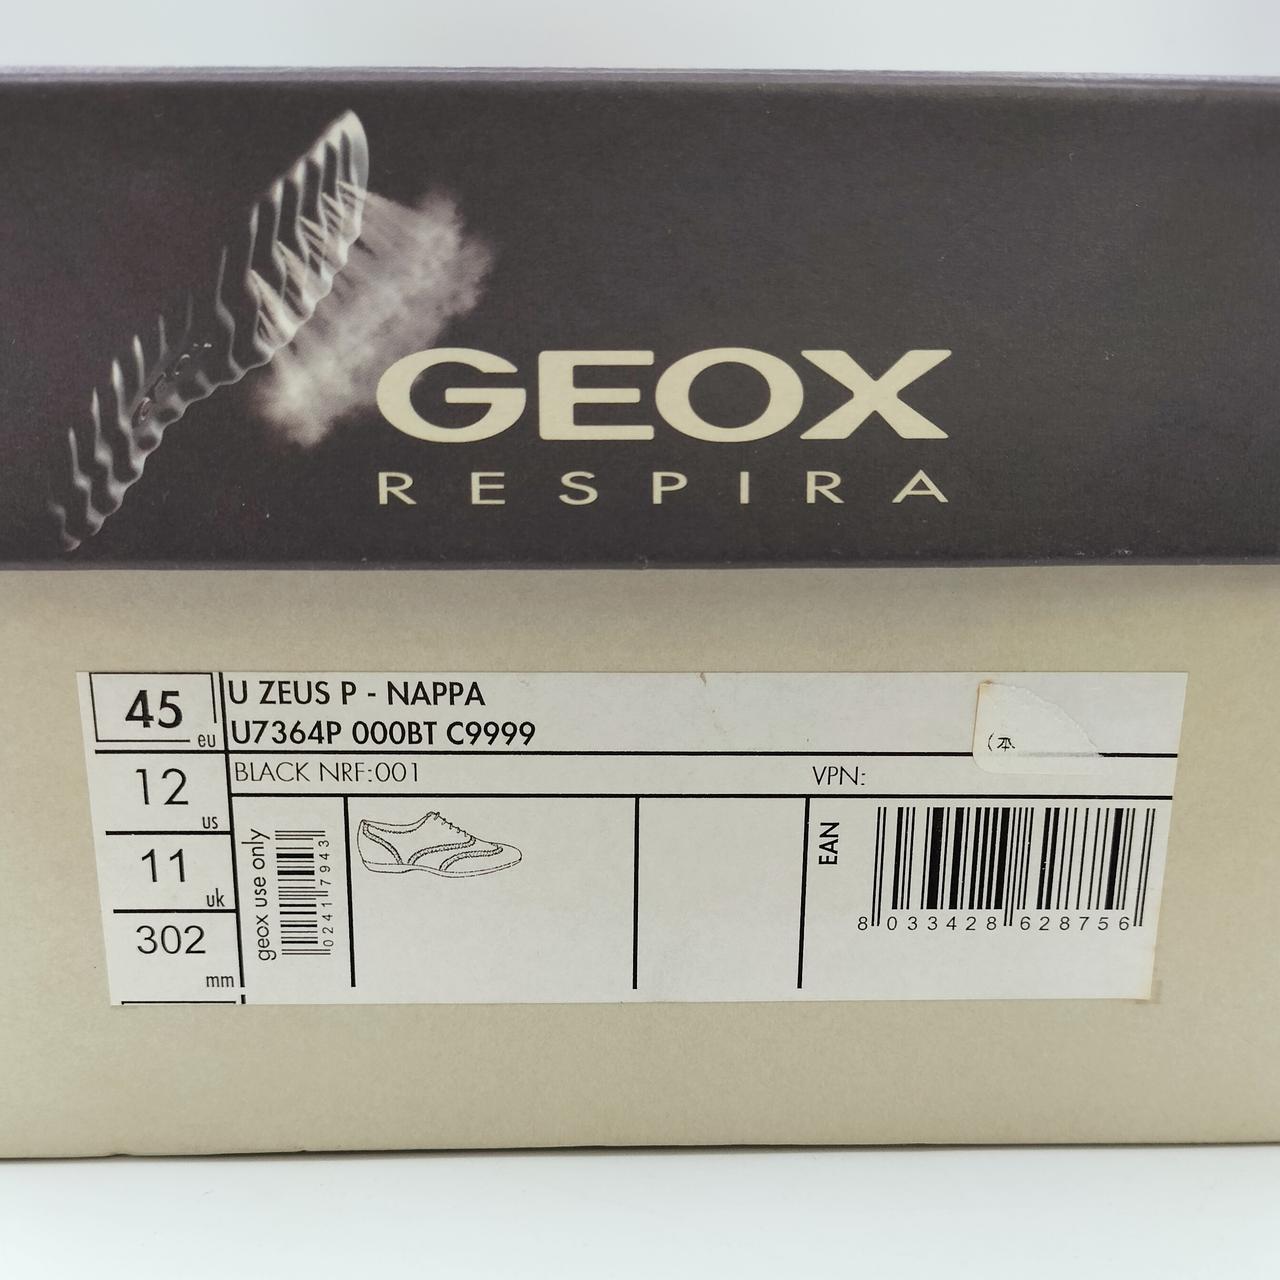 GEOX
RESPIRA
45 eu
U ZEUS P - NAPPA
U7364P 000BT C9999
BLACK NRF:001
VPN:
12 us
11 uk
302 mm
geox use only
02417943
EAN
8 033428 628756